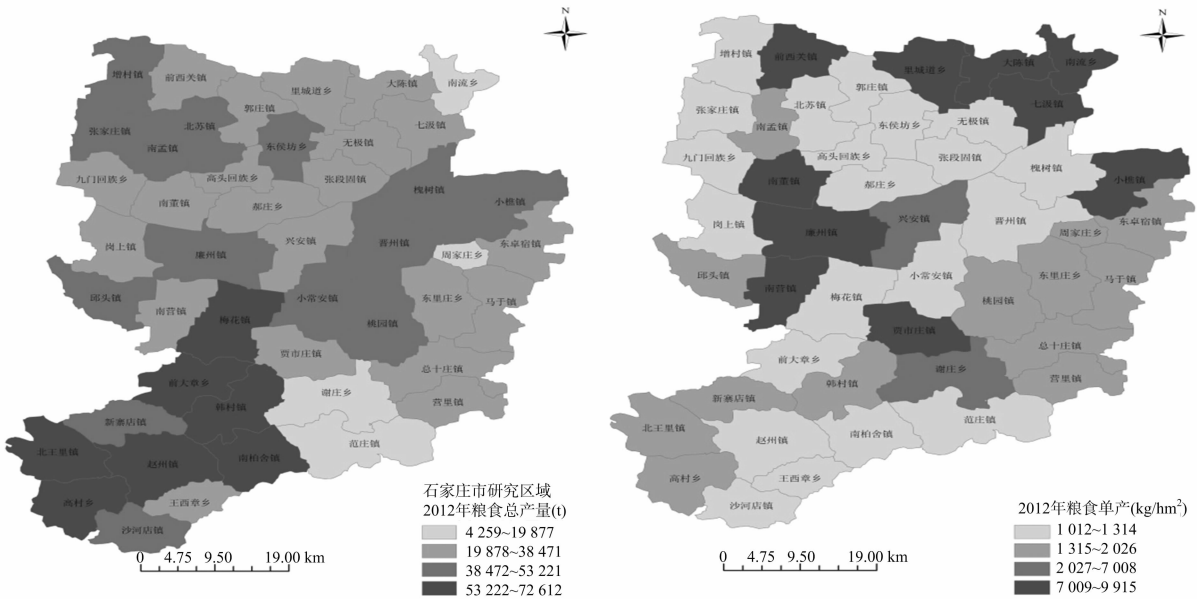 N
增村镇
前西关镇
里城道乡
大陈镇
南流乡
郭庄镇
张家庄镇
北苏镇
七汲镇
南孟镇
东侯坊乡
无极镇
九门回族乡
高头回族乡
张段固镇
槐树镇
南董镇
郝庄乡
小樵镇
岗上镇
廉州镇
兴安镇
晋州镇
东卓宿镇
周家庄乡
邱头镇
南营镇
小常安镇
东里庄乡
马于镇
梅花镇
桃园镇
贾市庄镇
前大章乡
总十庄镇
谢庄乡
韩村镇
营里镇
新寨店镇
北王里镇
赵州镇
南柏舍镇
范庄镇
高村乡
王西章乡
沙河店镇
石家庄市研究区域
2012年粮食总产量(t)
4 259~19 877
19 878~38 471
38 472~53 221
53 222~72 612
0 4.75 9.50 19.00 km
N
增村镇
前西关镇
里城道乡
大陈镇
南流乡
郭庄镇
张家庄镇
北苏镇
七汲镇
南孟镇
东侯坊乡
无极镇
九门回族乡
高头回族乡
张段固镇
槐树镇
南董镇
郝庄乡
小樵镇
岗上镇
廉州镇
兴安镇
晋州镇
东卓宿镇
周家庄乡
邱头镇
南营镇
小常安镇
东里庄乡
马于镇
梅花镇
桃园镇
贾市庄镇
前大章乡
总十庄镇
谢庄乡
韩村镇
营里镇
新寨店镇
北王里镇
赵州镇
南柏舍镇
范庄镇
高村乡
王西章乡
沙河店镇
2012年粮食单产(kg/hm²)
1 012~1 314
1 315~2 026
2 027~7 008
7 009~9 915
0 4.75 9.50 19.00 km